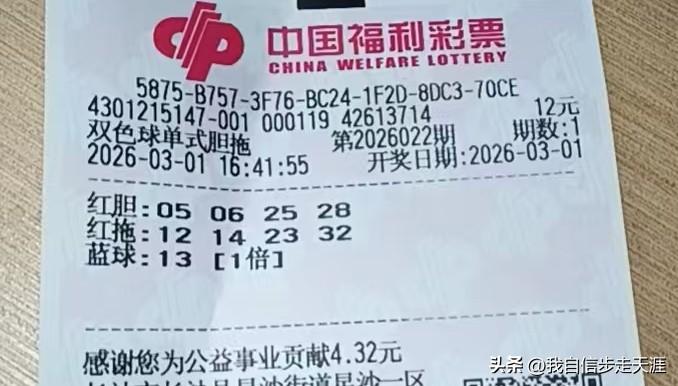 中国福利彩票
CHINA WELFARE LOTTERY
5875-B757-3F76-BC24-1F2D-8DC3-70CE
4301215147-001 000119 42613714 12元
双色球单式胆拖 第2026022期 期数:1
2026-03-01 16:41:55 开奖日期:2026-03-01
红胆:05 06 25 28
红拖:12 14 23 32
蓝球:13 [1倍]
感谢您为公益事业贡献4.32元
头条 @我自信步走天涯